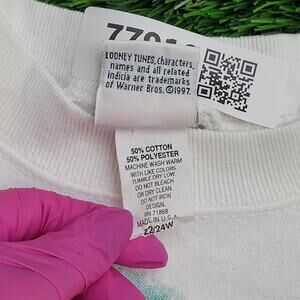 LOONEY TUNES, characters,
names and all related
indicia are trademarks
of Warner Bros. ©1997
50% COTTON
50% POLYESTER
MACHINE WASH WARM
WITH LIKE COLORS.
TUMBLE DRY LOW.
DO NOT BLEACH
OR DRY CLEAN.
DO NOT IRON
DESIGN.
RN 71868
MADE IN U.S.A.
22/24W